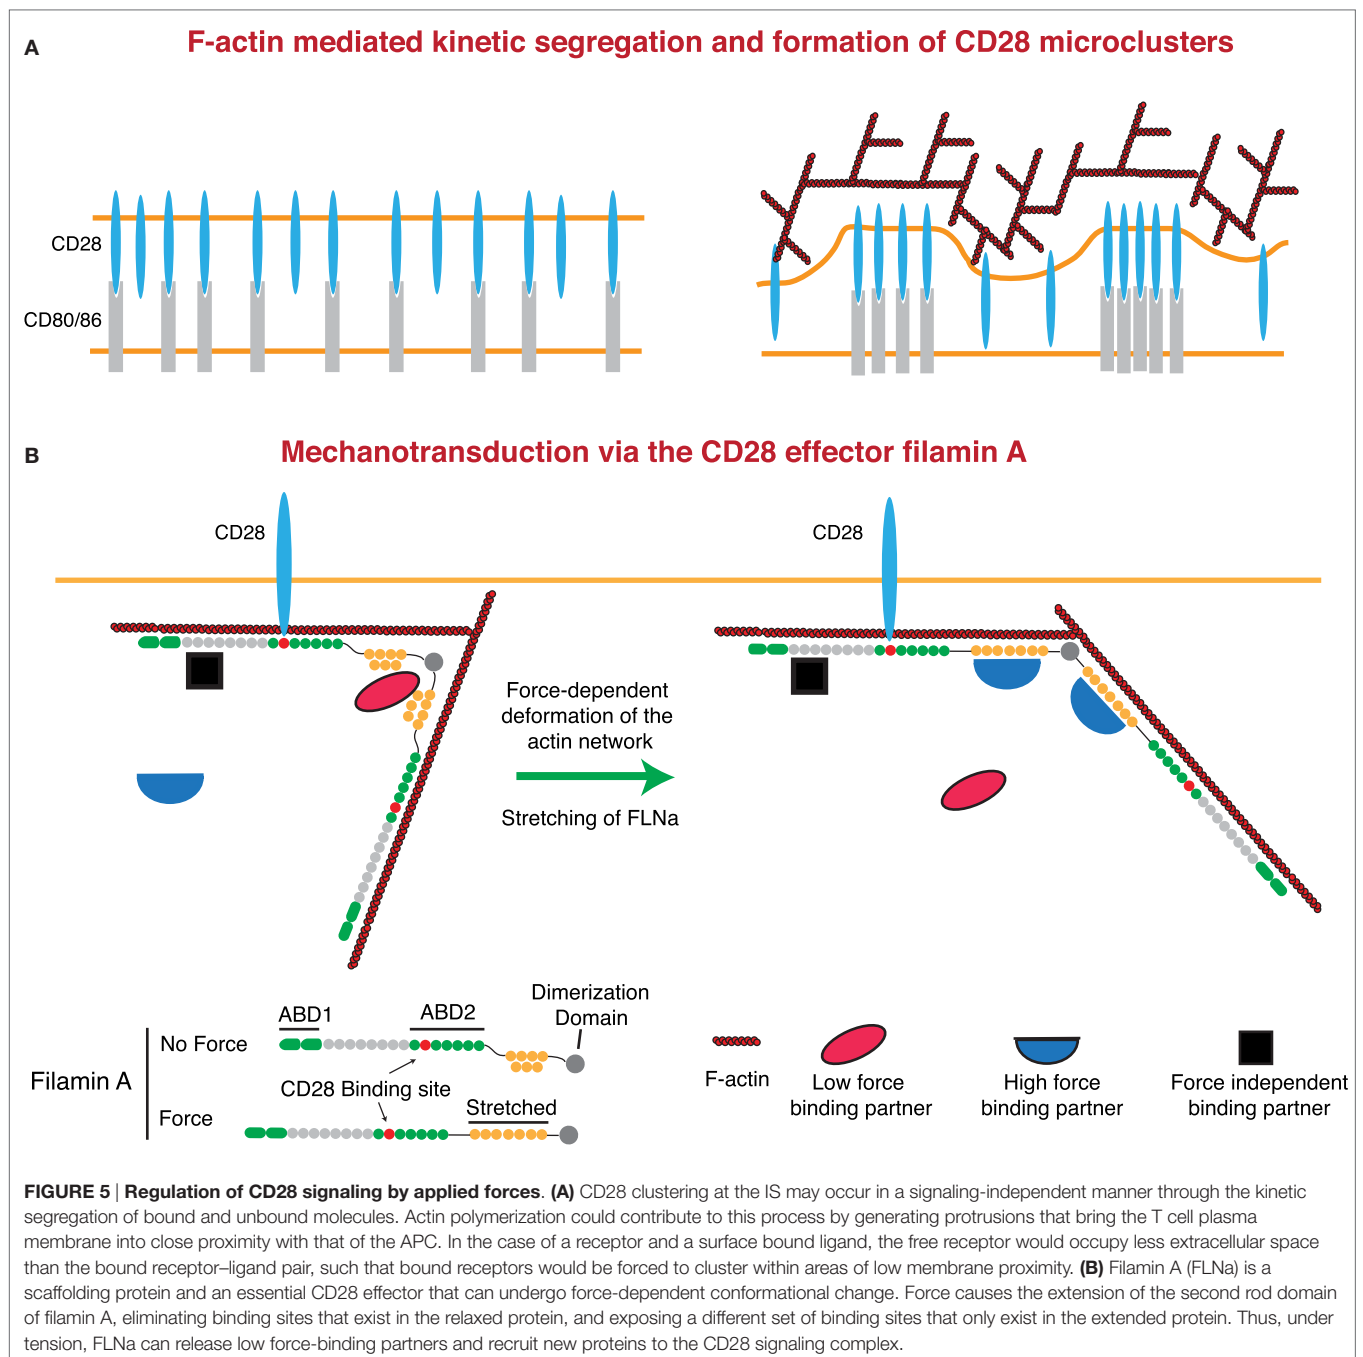 A
F-actin mediated kinetic segregation and formation of CD28 microclusters
CD28
CD80/86
B
Mechanotransduction via the CD28 effector filamin A
CD28
CD28
Force-dependent
deformation of the
actin network
Stretching of FLNa
Filamin A
No Force
Force
ABD1
ABD2
Dimerization
Domain
CD28 Binding site
Stretched
F-actin
Low force
binding partner
High force
binding partner
Force independent
binding partner
FIGURE 5 | Regulation of CD28 signaling by applied forces. (A) CD28 clustering at the IS may occur in a signaling-independent manner through the kinetic
segregation of bound and unbound molecules. Actin polymerization could contribute to this process by generating protrusions that bring the T cell plasma
membrane into close proximity with that of the APC. In the case of a receptor and a surface bound ligand, the free receptor would occupy less extracellular space
than the bound receptor–ligand pair, such that bound receptors would be forced to cluster within areas of low membrane proximity. (B) Filamin A (FLNa) is a
scaffolding protein and an essential CD28 effector that can undergo force-dependent conformational change. Force causes the extension of the second rod domain
of filamin A, eliminating binding sites that exist in the relaxed protein, and exposing a different set of binding sites that only exist in the extended protein. Thus, under
tension, FLNa can release low force-binding partners and recruit new proteins to the CD28 signaling complex.